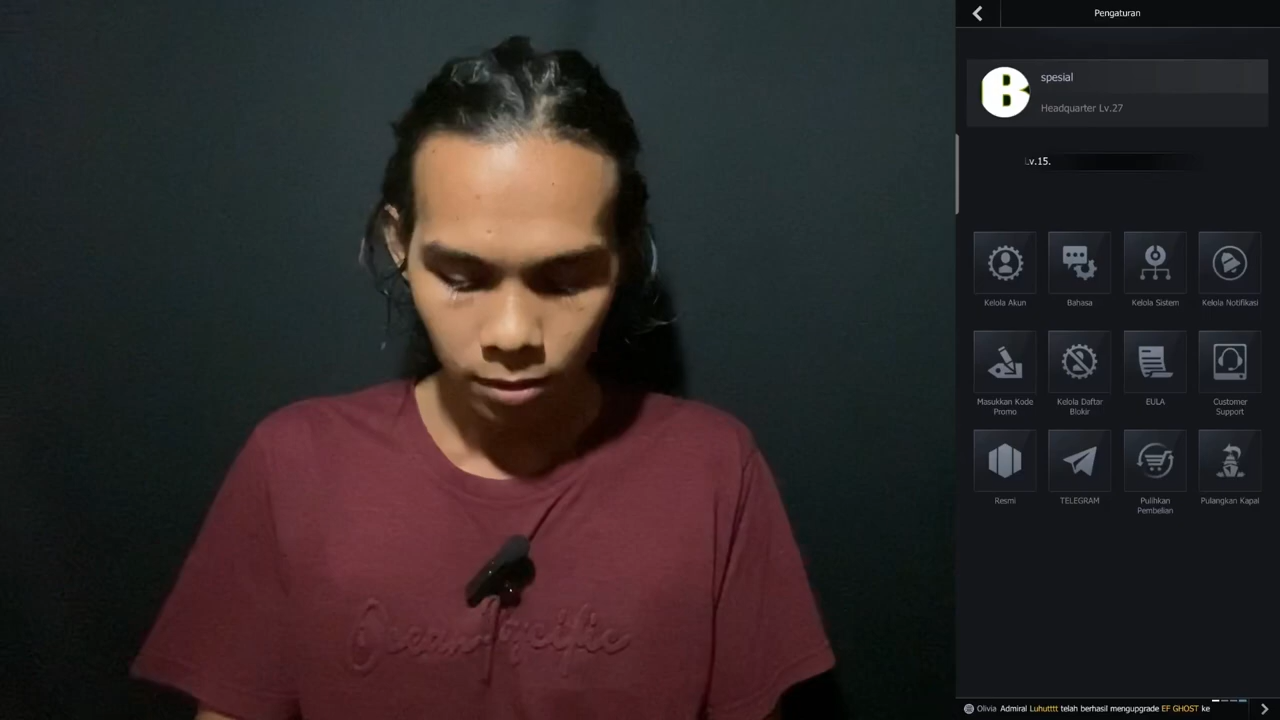 Pengaturan
B
spesial
Headquarter Lv.27
Lv.15.
Kelola Akun
Bahasa
Kelola Sistem
Kelola Notifikasi
Masukkan Kode
Promo
Kelola Daftar
Blokir
EULA
Customer
Support
Resmi
TELEGRAM
Pulihkan
Pembelian
Pulangkan Kapal
Ocean Pacific
Olivia Admiral Luhutttt telah berhasil mengupgrade EF GHOST ke